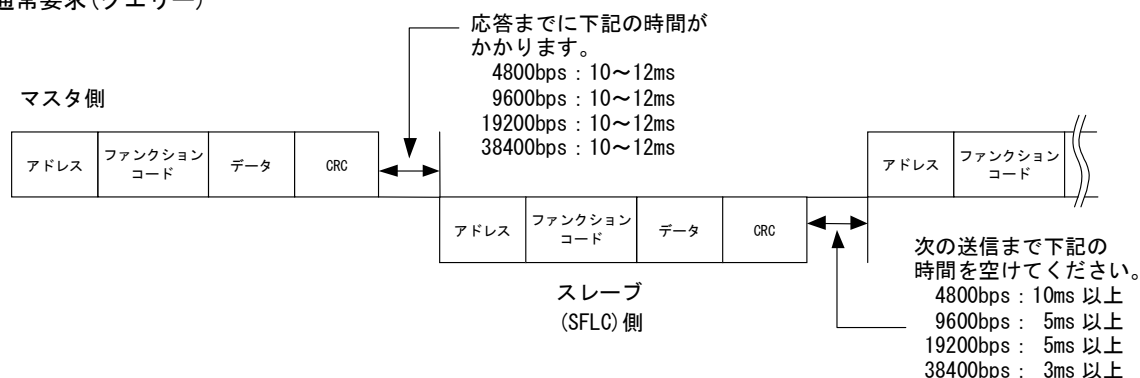 通常要求(クエリー)
応答までに下記の時間が
かかります。
4800bps：10～12ms
9600bps：10～12ms
19200bps：10～12ms
38400bps：10～12ms
マスタ側
アドレス
ファンクション
コード
データ
CRC
アドレス
ファンクション
コード
アドレス
ファンクション
コード
データ
CRC
スレーブ
(SFLC)側
次の送信まで下記の
時間を空けてください。
4800bps：10ms 以上
9600bps： 5ms 以上
19200bps： 5ms 以上
38400bps： 3ms 以上